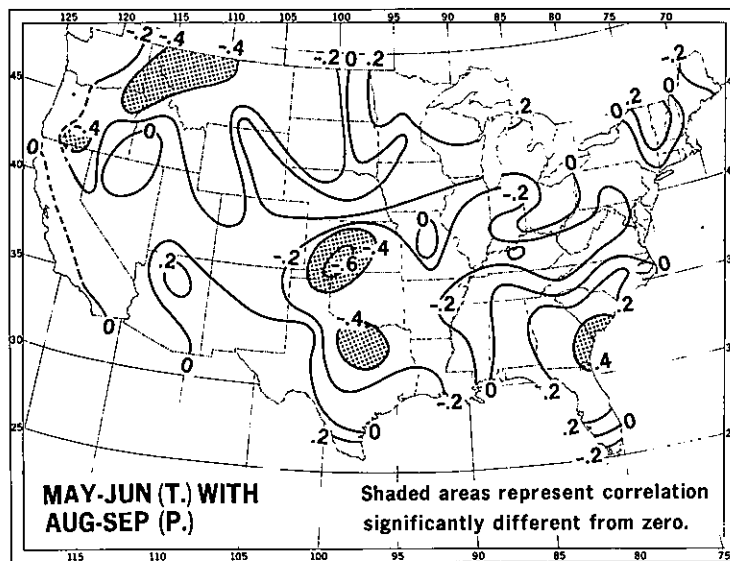 125 120 115 110 105 100 95 90 85 80 75 70
-.2 -.4 -.4 -.2 0 -.2 -.2
45 45
0 .2 0
.2
-.4 0 0
40
0 -.2
0
35 -.2 -.4 0
.2 -.6
-.2 .2
-.4
30 0 .4
0
25 .2 0 -.2 0 .2 .2 0
-.2
MAY-JUN (T.) WITH
AUG-SEP (P.)
Shaded areas represent correlation
significantly different from zero.
115 110 105 100 95 90 85 80 75